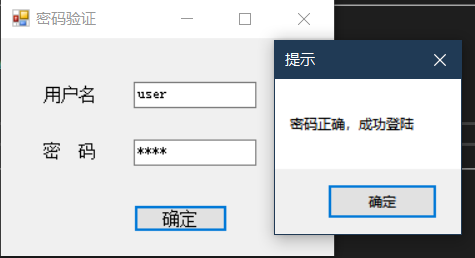 密码验证
用户名 user
密 码 ****
确定
提示
密码正确，成功登陆
确定